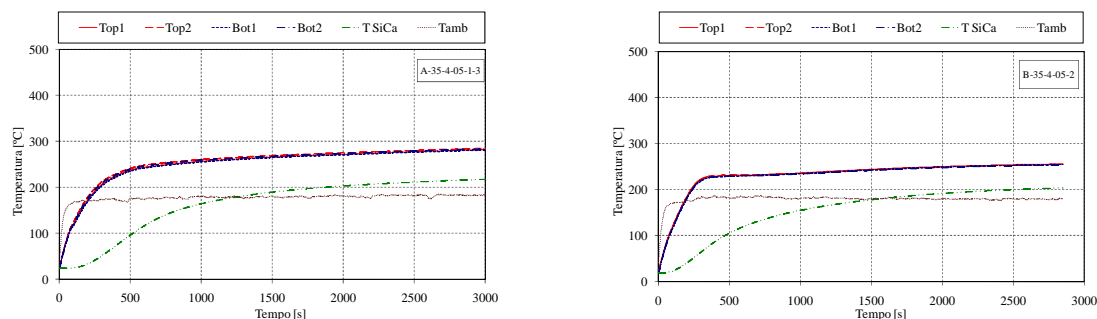 Top1 Top2 Bot1 Bot2 T SiCa Tamb
500
400
300
200
100
0
Temperatura [ºC]
A-35-4-05-1-3
0 500 1000 1500 2000 2500 3000
Tempo [s]
Top1 Top2 Bot1 Bot2 T SiCa Tamb
500
400
300
200
100
0
Temperatura [ºC]
B-35-4-05-2
0 500 1000 1500 2000 2500 3000
Tempo [s]